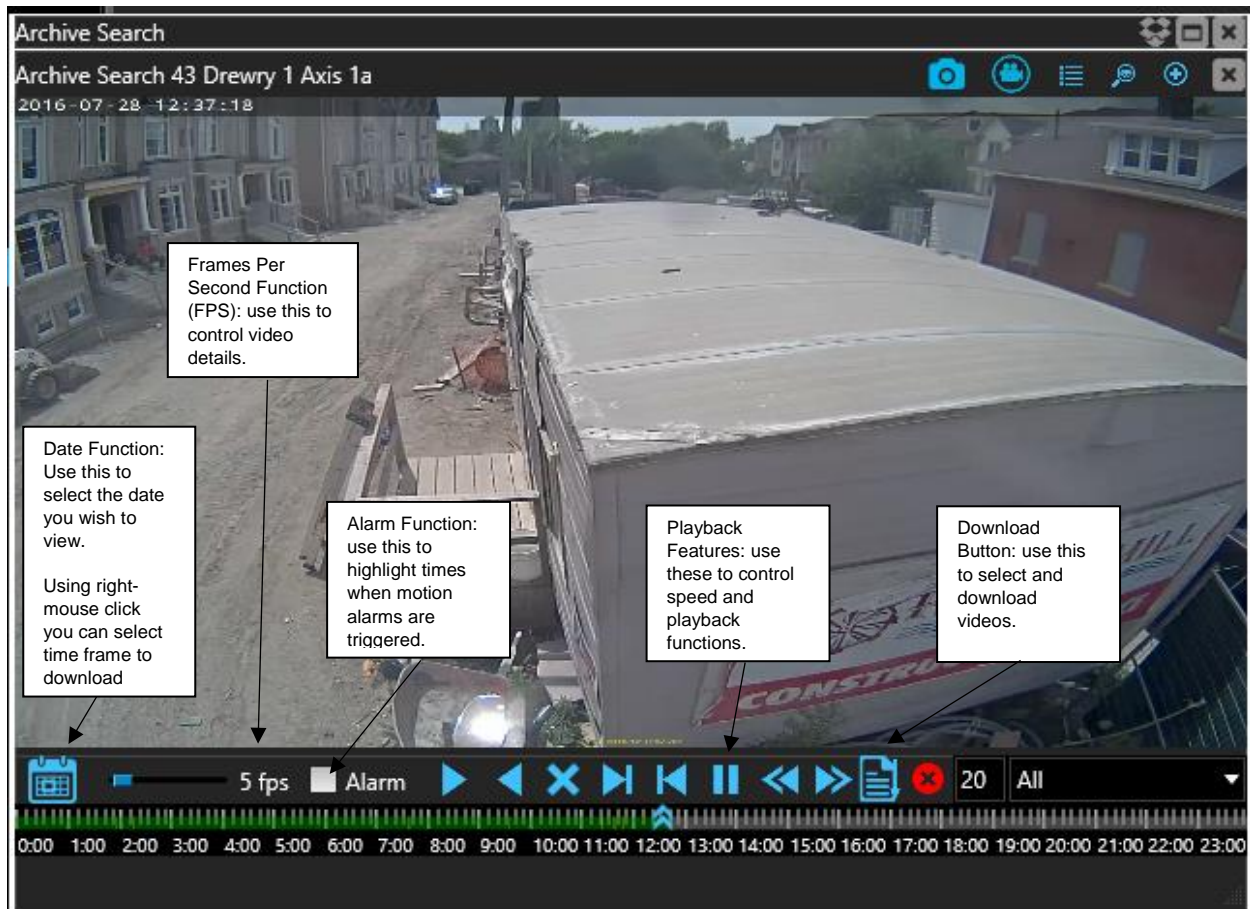 Archive Search
Archive Search 43 Drewry 1 Axis 1a
2016-07-28 12:37:18
Frames Per
Second Function
(FPS): use this to
control video
details.
Date Function:
Use this to
select the date
you wish to
view.
Using right-
mouse click
you can select
time frame to
download
Alarm Function:
use this to
highlight times
when motion
alarms are
triggered.
Playback
Features: use
these to control
speed and
playback
functions.
Download
Button: use this
to select and
download
videos.
HILL
CONSTRU
5 fps
Alarm
20
All
0:00 1:00 2:00 3:00 4:00 5:00 6:00 7:00 8:00 9:00 10:00 11:00 12:00 13:00 14:00 15:00 16:00 17:00 18:00 19:00 20:00 21:00 22:00 23:00